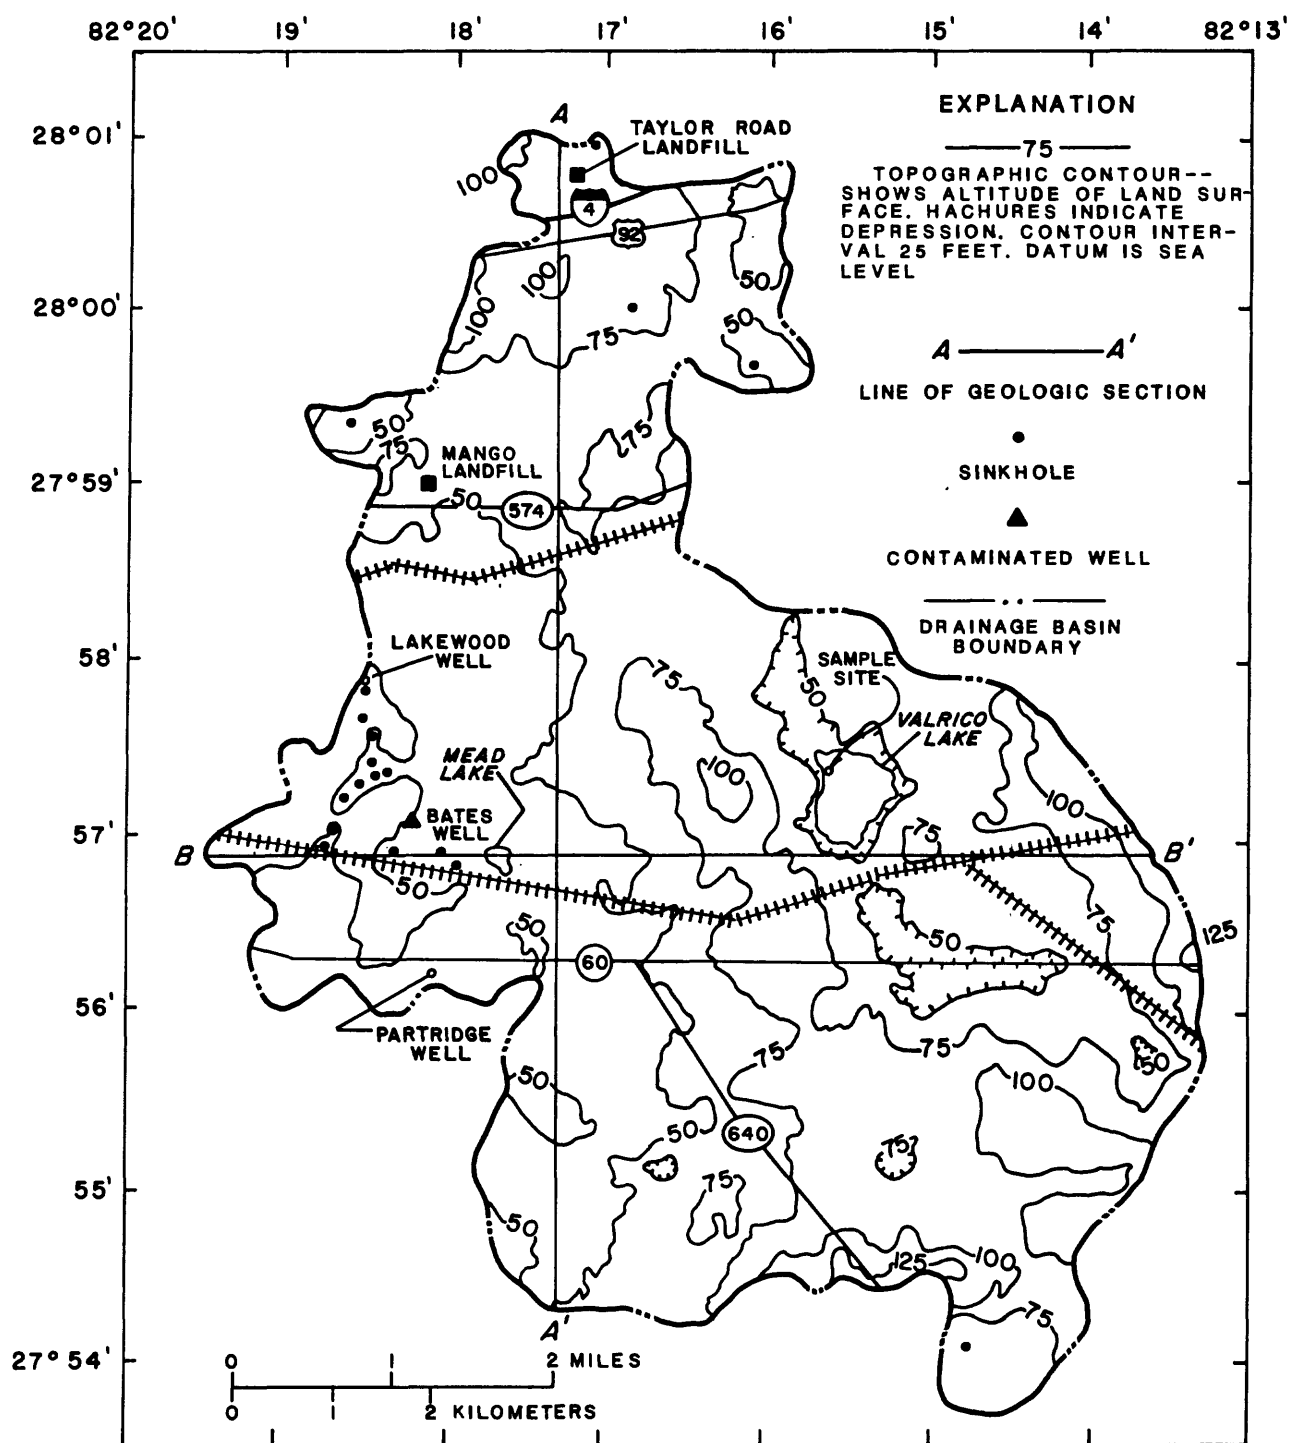 82°20' 19' 18' 17' 16' 15' 14' 82°13'
28°01'
28°00'
27°59'
58'
57'
56'
55'
27°54'
EXPLANATION
75
TOPOGRAPHIC CONTOUR--
SHOWS ALTITUDE OF LAND SUR-
FACE. HACHURES INDICATE
DEPRESSION. CONTOUR INTER-
VAL 25 FEET. DATUM IS SEA
LEVEL
A A'
LINE OF GEOLOGIC SECTION
SINKHOLE
CONTAMINATED WELL
DRAINAGE BASIN
BOUNDARY
A
TAYLOR ROAD
LANDFILL
100
4
92
100
50
100
75
50
50
75
75
MANGO
LANDFILL
50
574
LAKEWOOD
WELL
75
SAMPLE
SITE
50
VALRICO
LAKE
MEAD
LAKE
100
100
BATES
WELL
75
B
B'
50
75
50
50
125
60
PARTRIDGE
WELL
75
75
50
50
100
50
640
75
75
50
125
100
75
A'
0 1 2 MILES
0 1 2 KILOMETERS